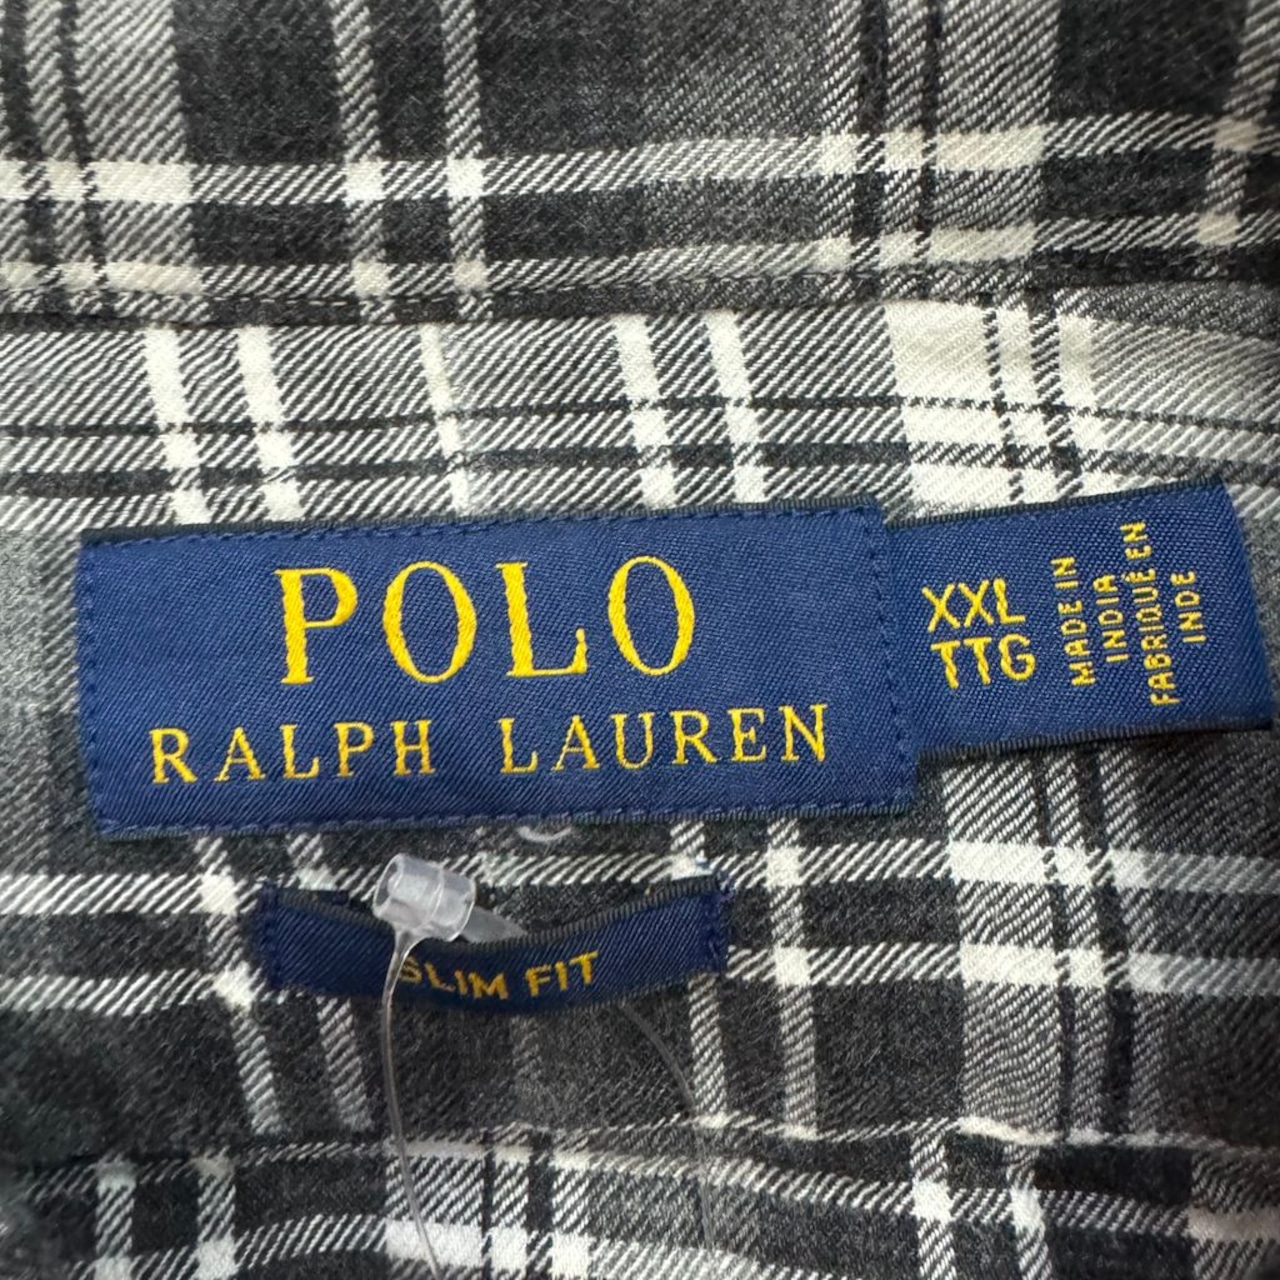 POLO
RALPH LAUREN
XXL
TTG
MADE IN
INDIA
FABRIQUÉ EN
INDE
SLIM FIT